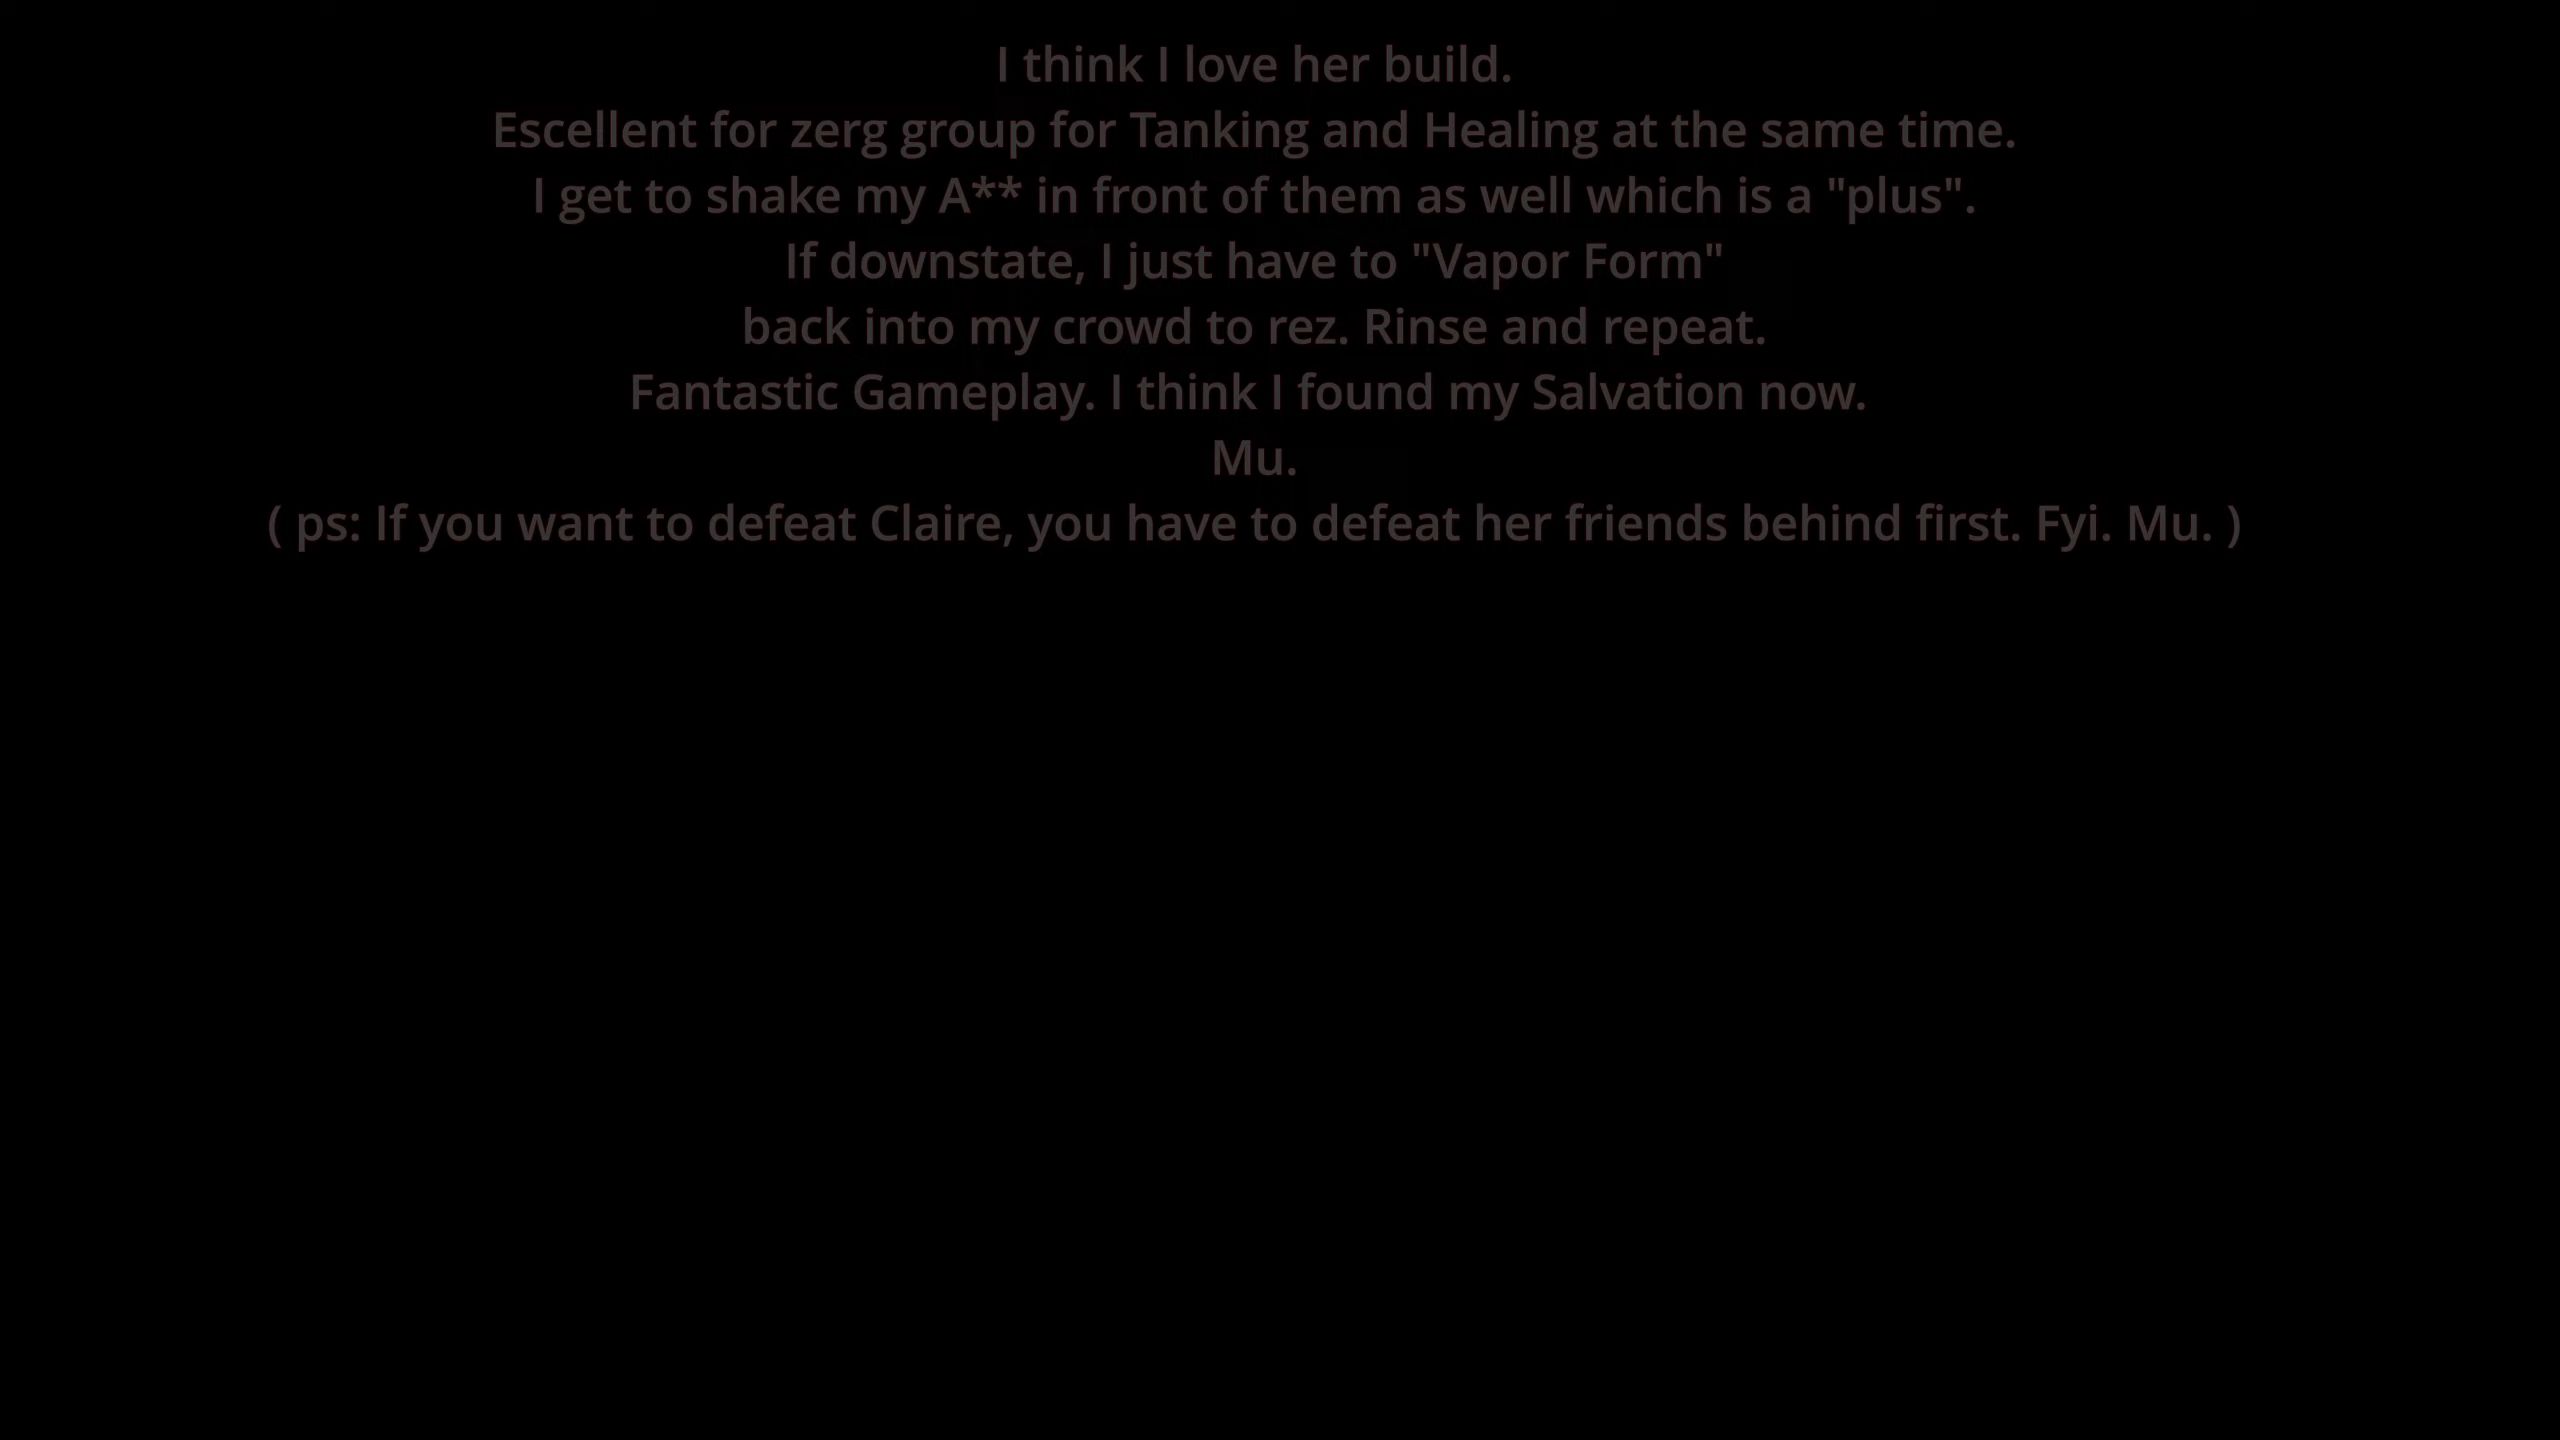 I think I love her build.
Escellent for zerg group for Tanking and Healing at the same time.
I get to shake my A** in front of them as well which is a "plus".
If downstate, I just have to "Vapor Form"
back into my crowd to rez. Rinse and repeat.
Fantastic Gameplay. I think I found my Salvation now.
Mu.
( ps: If you want to defeat Claire, you have to defeat her friends behind first. Fyi. Mu. )